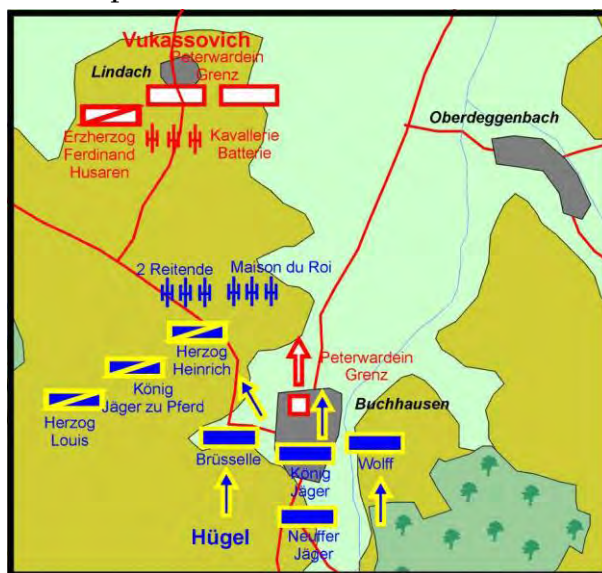 Vukassovich
Peterwardein
Grenz
Lindach
Erzherzog
Ferdinand
Husaren
Kavallerie
Batterie
Oberdeggenbach
2 Reitende
Maison du Roi
Herzog
Heinrich
Peterwardein
Grenz
König
Jäger zu Pferd
Buchhausen
Herzog
Louis
Brüsselle
König
Jäger
Wolff
Hügel
Neuffer
Jäger